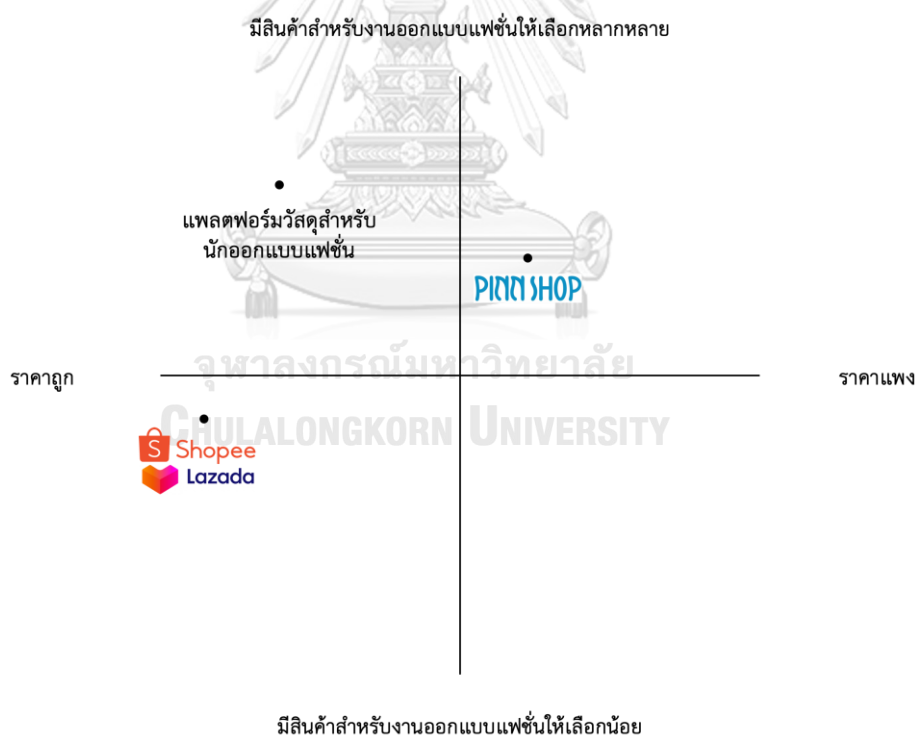 มีสินค้าสำหรับงานออกแบบแฟชั่นให้เลือกหลากหลาย
แพลตฟอร์มวัสดุสำหรับ
นักออกแบบแฟชั่น
PINN SHOP
จุฬาลงกรณ์มหาวิทยาลัย
ราคาถูก
ราคาแพง
CHULALONGKORN UNIVERSITY
S Shopee
Lazada
มีสินค้าสำหรับงานออกแบบแฟชั่นให้เลือกน้อย